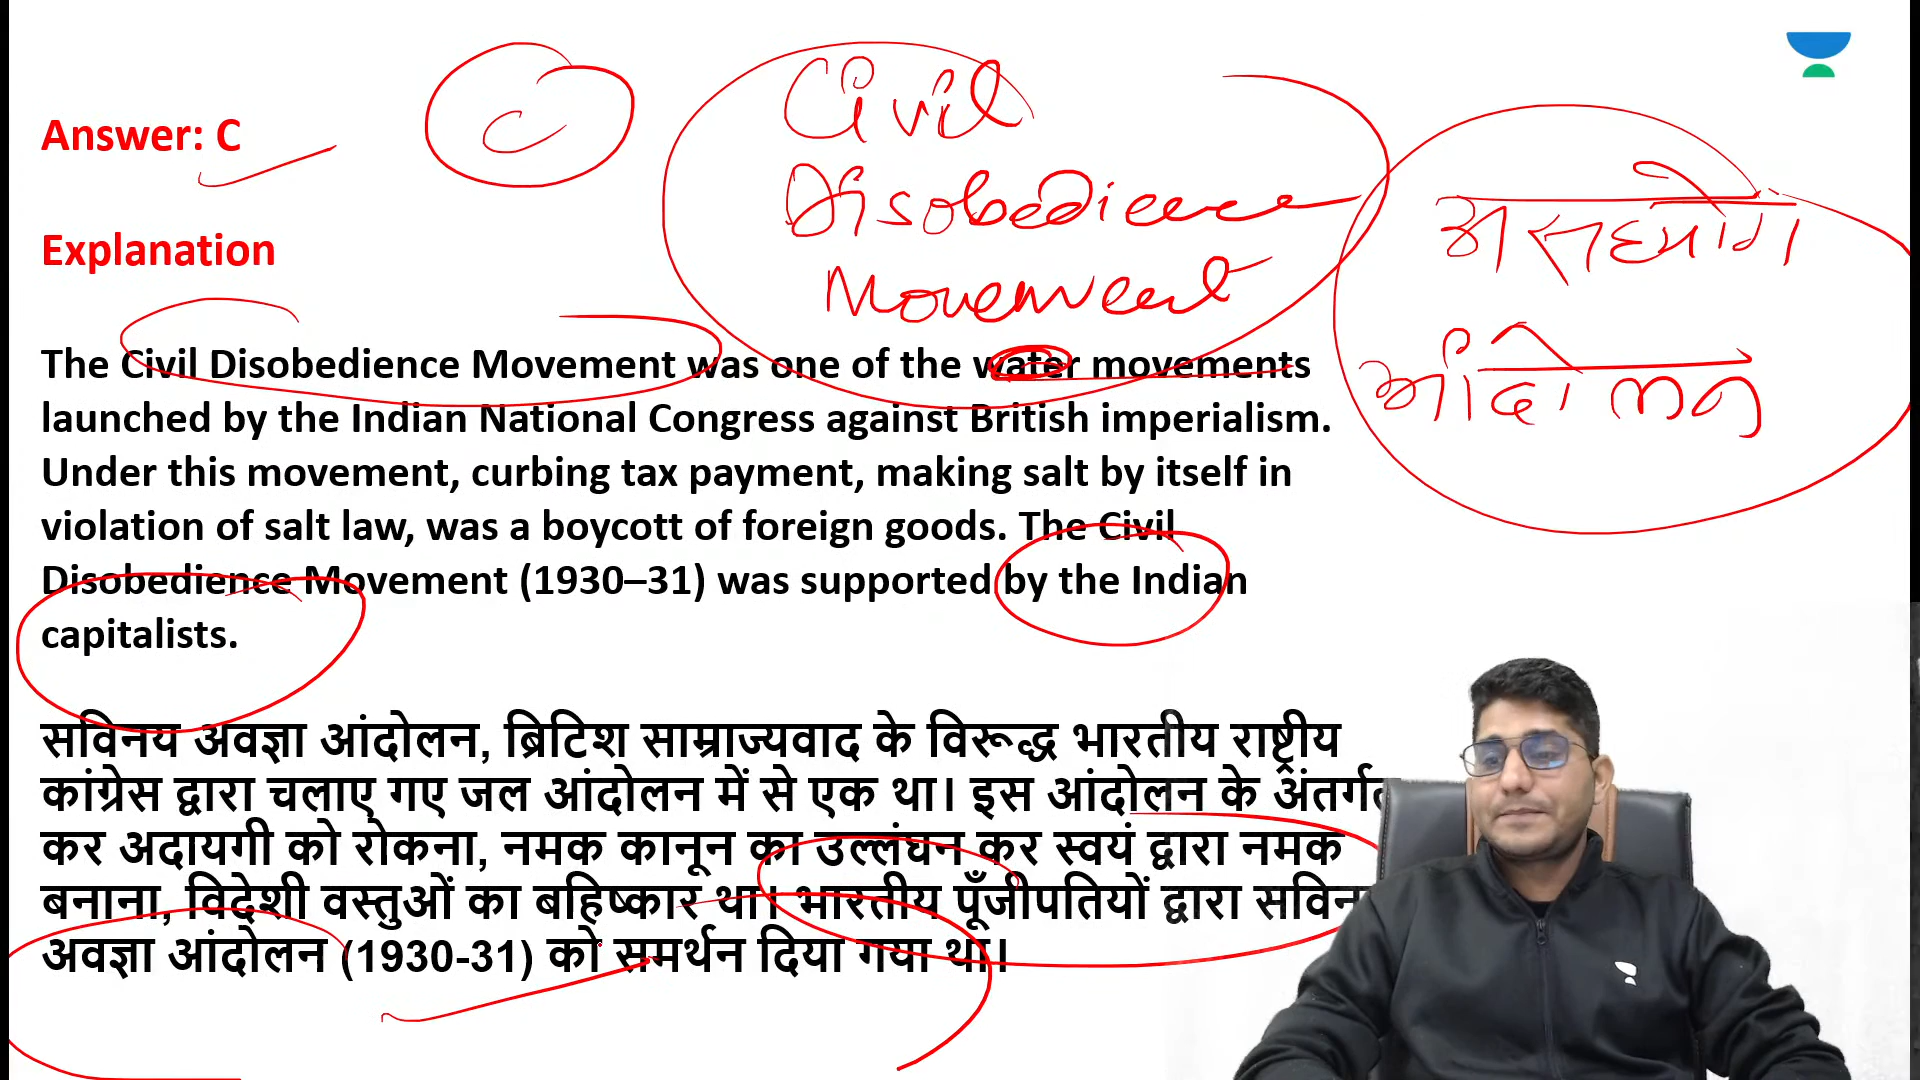 Answer: C
C
Civil
Disobedience
Movement
असहयोग
आंदोलन
Explanation
The Civil Disobedience Movement was one of the water movements
launched by the Indian National Congress against British imperialism.
Under this movement, curbing tax payment, making salt by itself in
violation of salt law, was a boycott of foreign goods. The Civil
Disobedience Movement (1930–31) was supported by the Indian
capitalists.
सविनय अवज्ञा आंदोलन, ब्रिटिश साम्राज्यवाद के विरूद्ध भारतीय राष्ट्रीय
कांग्रेस द्वारा चलाए गए जल आंदोलन में से एक था। इस आंदोलन के अंतर्गत
कर अदायगी को रोकना, नमक कानून का उल्लंघन कर स्वयं द्वारा नमक
बनाना, विदेशी वस्तुओं का बहिष्कार था। भारतीय पूँजीपतियों द्वारा
अवज्ञा आंदोलन (1930-31) को समर्थन दिया गया था।